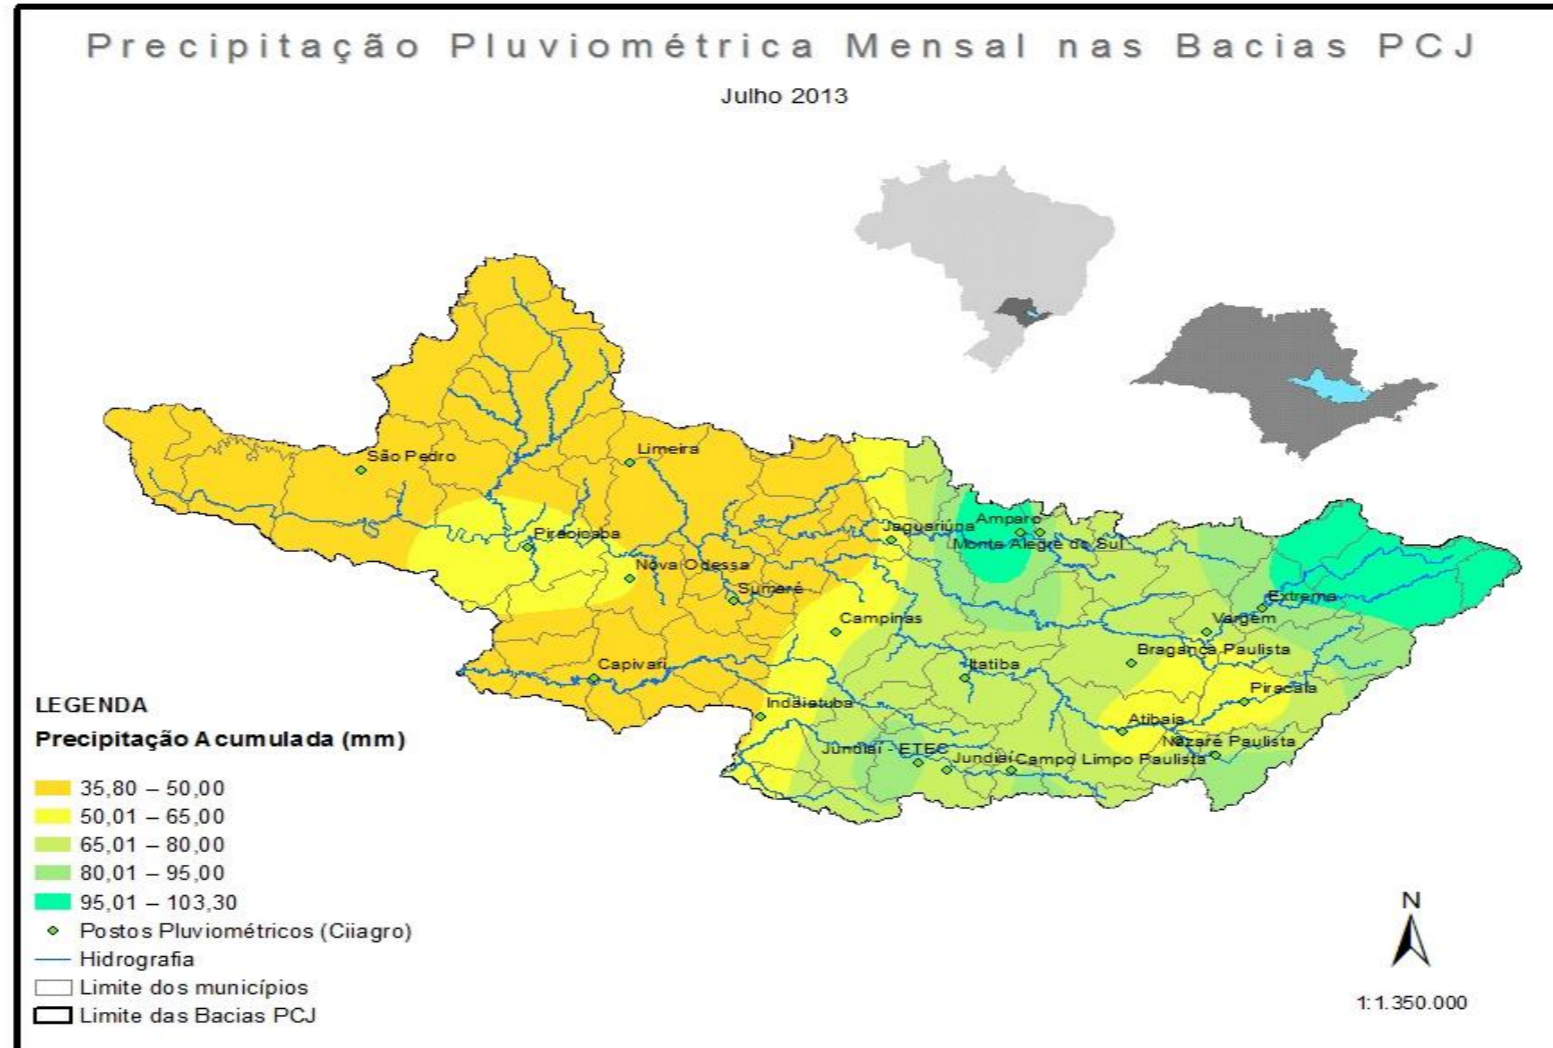 Precipitação Pluviométrica Mensal nas Bacias PCJ
Julho 2013
São Pedro
Limeira
Piracicaba
Nova Odessa
Sumaré
Capivari
Jaguariúna
Amparo
Monte Alegre do Sul
Campinas
Indaiatuba
Itatiba
Extrema
Vargem
Bragança Paulista
Piracaia
Atibaia
Nazaré Paulista
Jundiaí - ETEC
Jundiaí
Campo Limpo Paulista
LEGENDA
Precipitação Acumulada (mm)
35,80 – 50,00
50,01 – 65,00
65,01 – 80,00
80,01 – 95,00
95,01 – 103,30
Postos Pluviométricos (Ciiagro)
Hidrografia
Limite dos municípios
Limite das Bacias PCJ
N
1:1.350.000